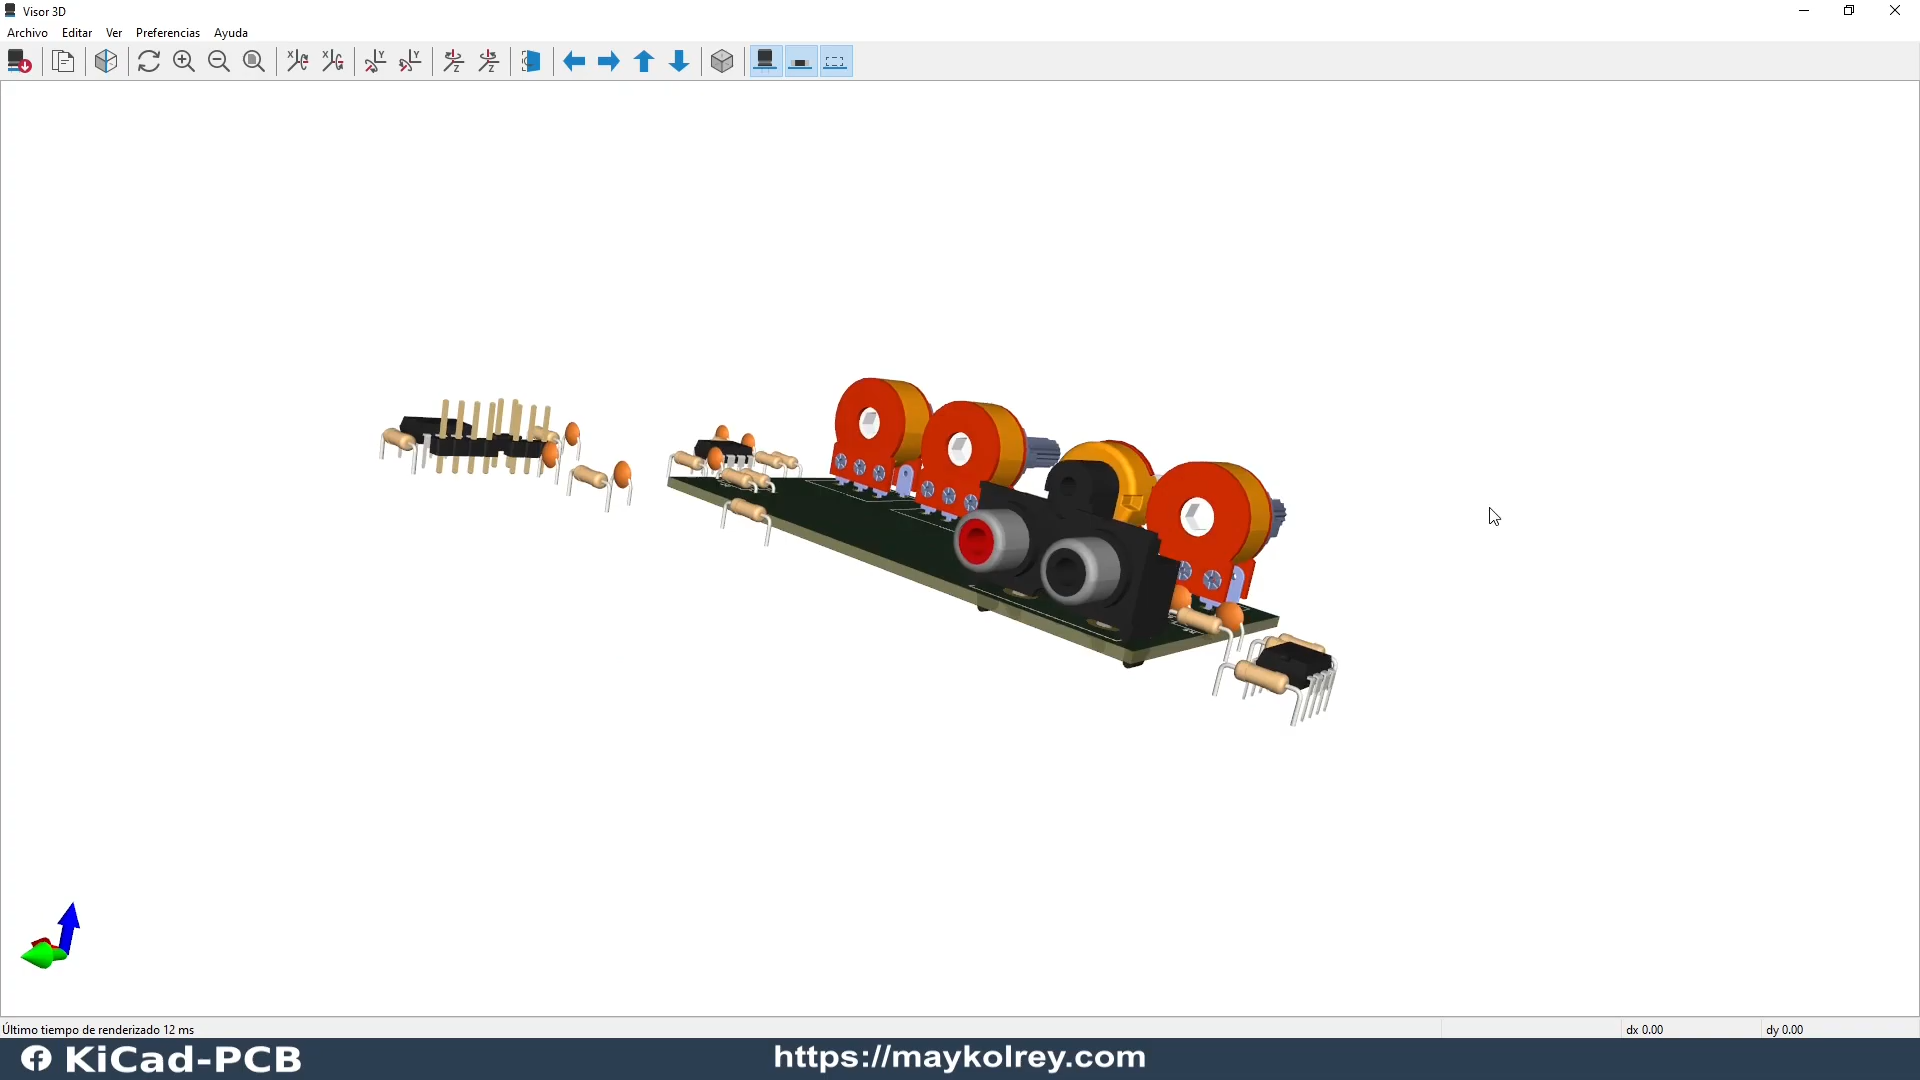 Visor 3D
Archivo Editar Ver Preferencias Ayuda
X X Y Y Z Z
Último tiempo de renderizado 12 ms dx 0.00 dy 0.00
KiCad-PCB https://maykolrey.com